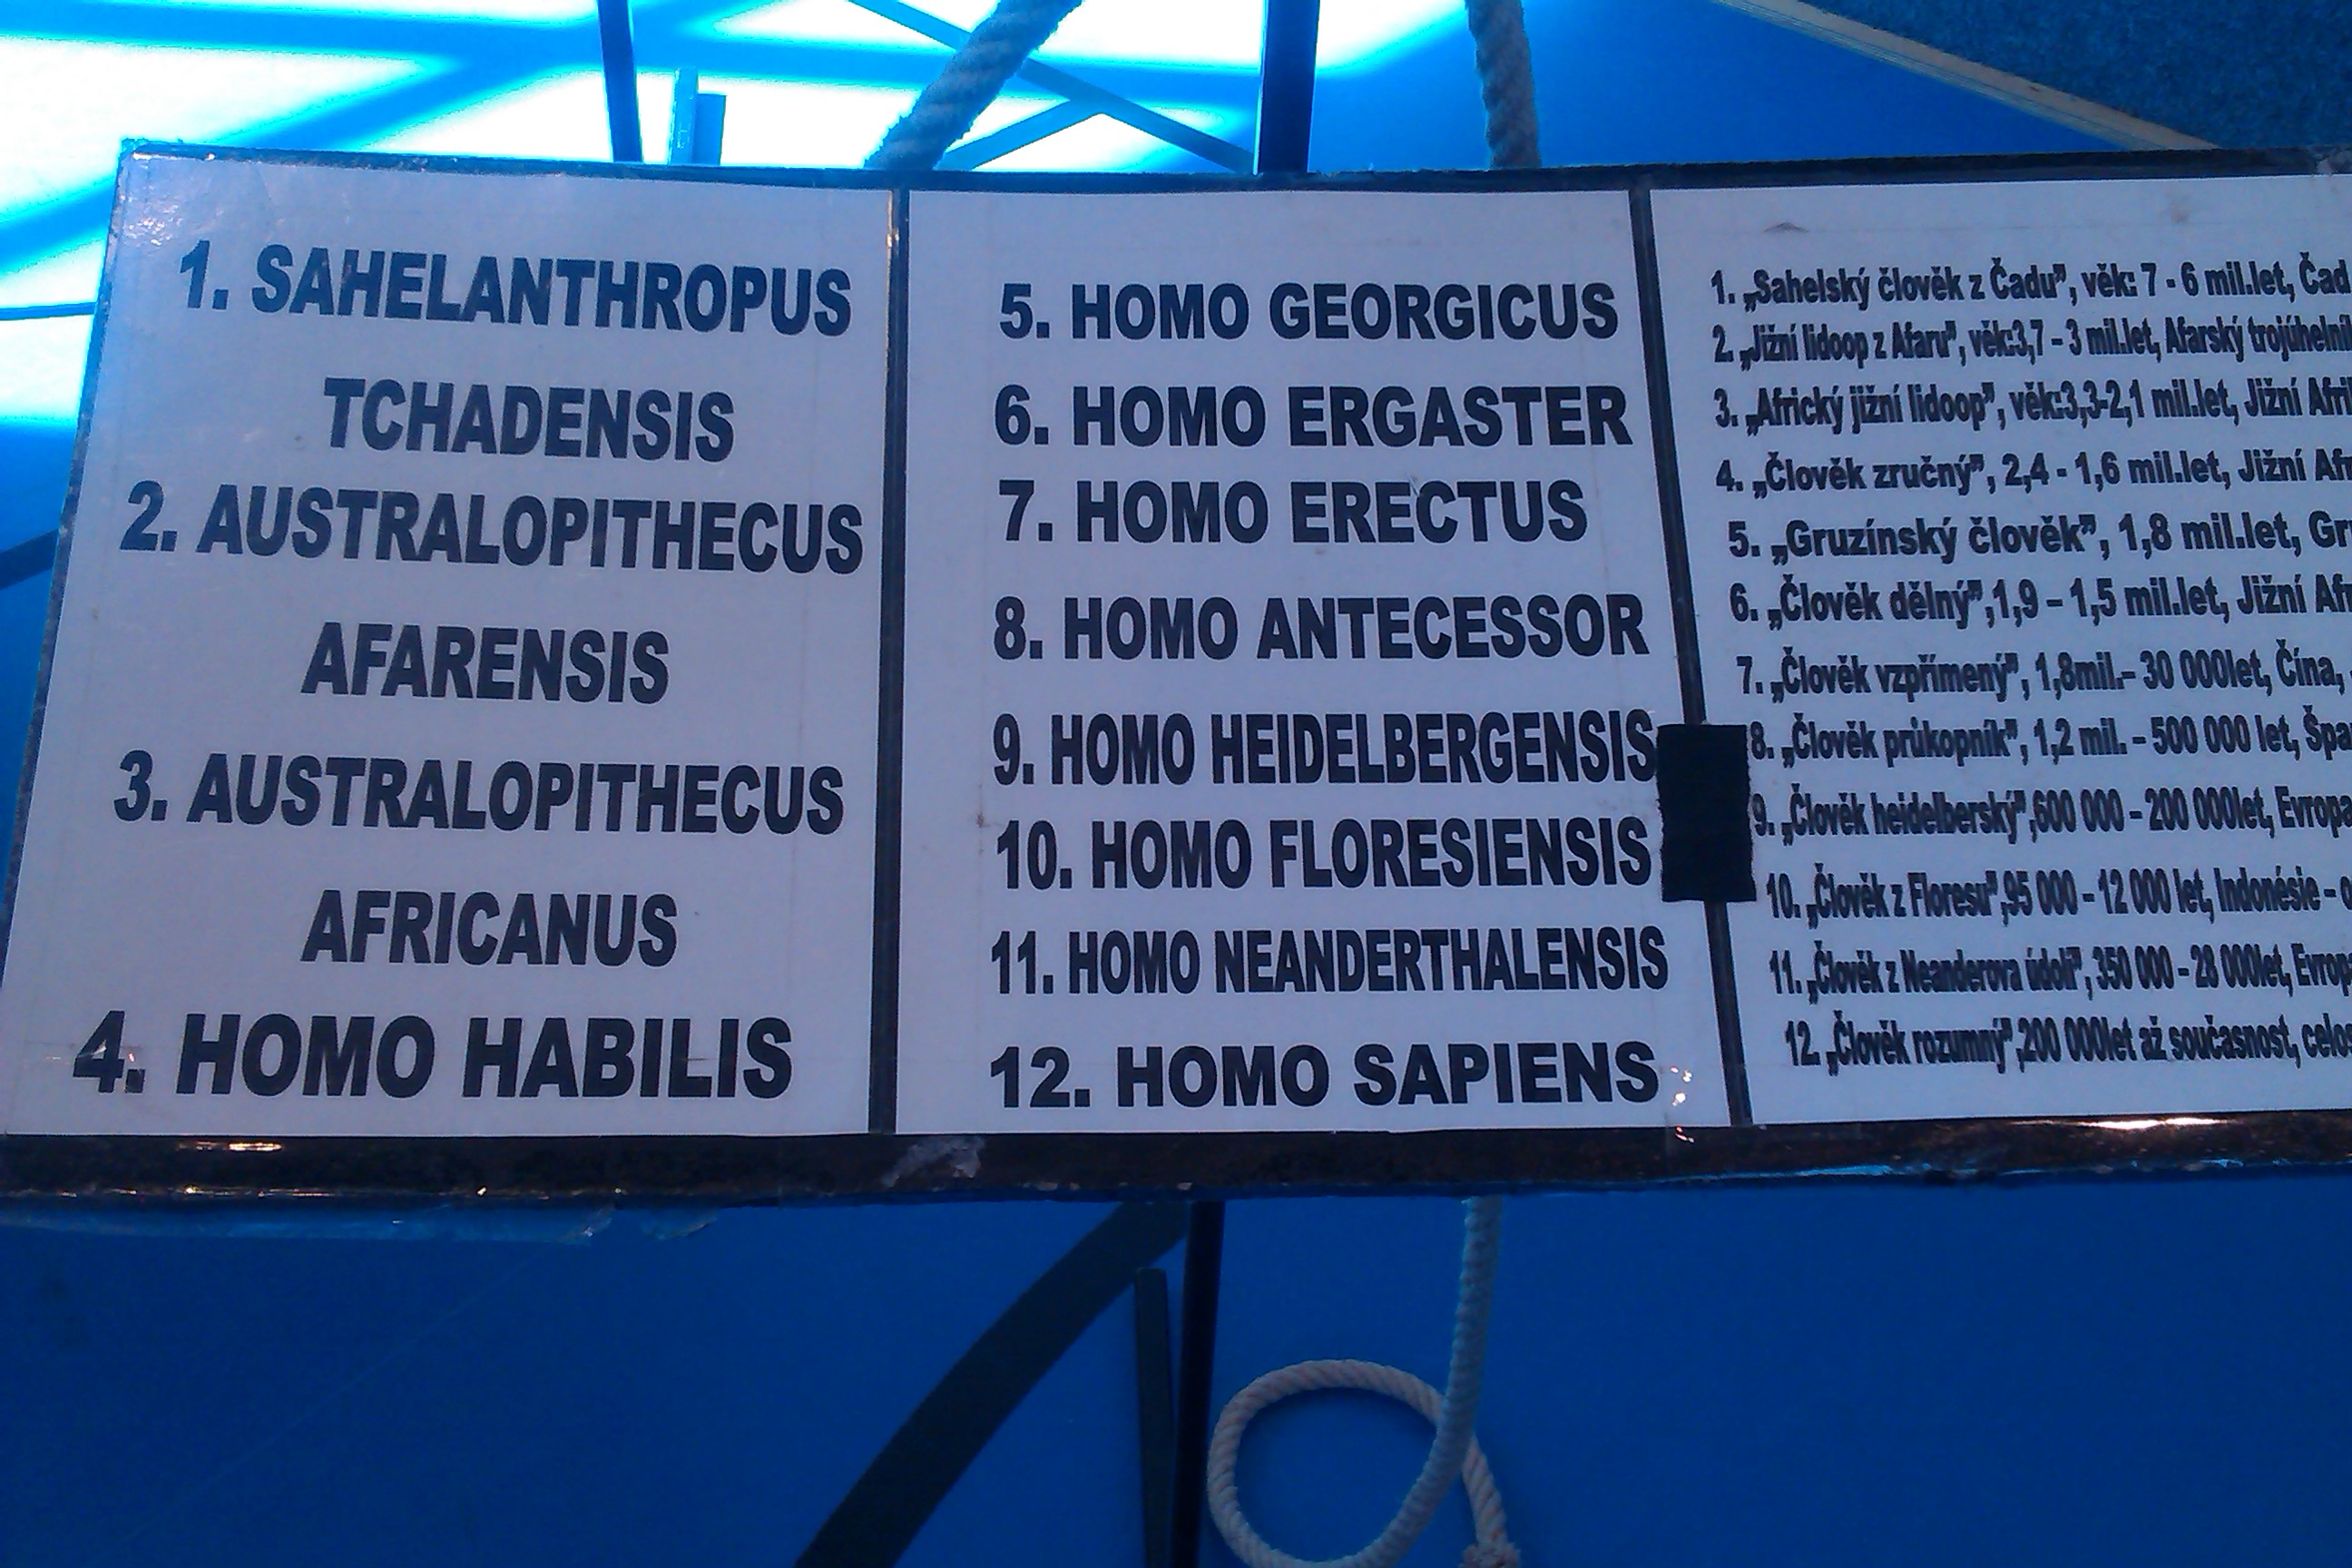 1. SAHELANTHROPUS
TCHADENSIS
2. AUSTRALOPITHECUS
AFARENSIS
3. AUSTRALOPITHECUS
AFRICANUS
4. HOMO HABILIS
5. HOMO GEORGICUS
6. HOMO ERGASTER
7. HOMO ERECTUS
8. HOMO ANTECESSOR
9. HOMO HEIDELBERGENSIS
10. HOMO FLORESIENSIS
11. HOMO NEANDERTHALENSIS
12. HOMO SAPIENS
1. „Sahelský člověk z Čadu”, věk: 7 - 6 mil.let, Čad
2. „Jižní lidoop z Afaru”, věk:3,7 - 3 mil.let, Afarský
3. „Africký jižní lidoop”, věk:3,3-2,1 mil.let, Jižní
4. „Člověk zručný”, 2,4 - 1,6 mil.let, Jižní
5. „Gruzínský člověk”, 1,8 mil.let,
6. „Člověk dělný”,1,9 – 1,5 mil.let, Jižní
7. „Člověk vzpřímený”, 1,8mil.– 30 000let, Čína,
8. „Člověk průkopník”, 1,2 mil. – 500 000 let,
9. „Člověk heidelberský”,600 000 – 200 000let, Evropa
10. „Člověk z Floresu”,95 000 – 12 000 let, Indonésie –
11. „Člověk z Neanderova údolí”, 350 000 – 28 000let,
12. „Člověk rozumný”,200 000let až současnost,